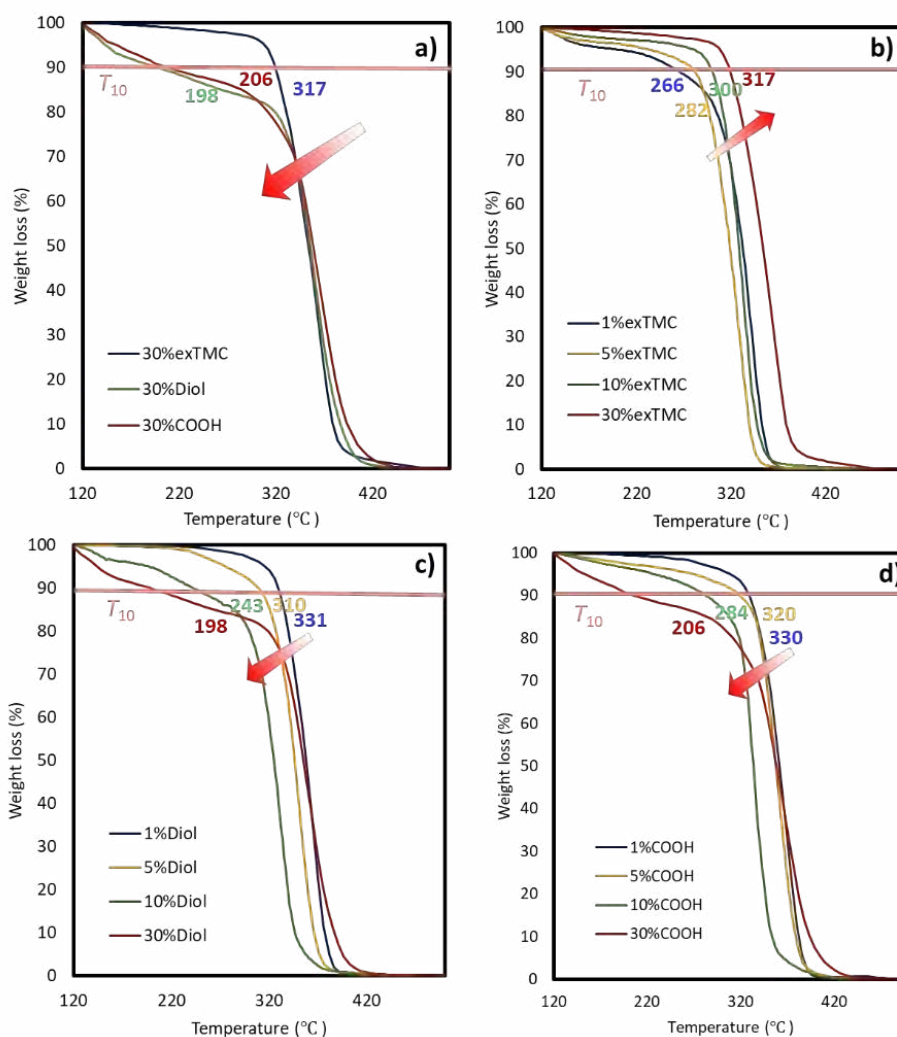 a)
100
90
80
70
60
50
40
30
20
10
0
Weight loss (%)
T10
198
206
317
30%exTMC
30%Diol
30%COOH
120
220
320
420
Temperature (℃ )
b)
100
90
80
70
60
50
40
30
20
10
0
Weight loss (%)
T10
266
282
300
317
1%exTMC
5%exTMC
10%exTMC
30%exTMC
120
220
320
420
Temperature (℃ )
c)
100
90
80
70
60
50
40
30
20
10
0
Weight loss (%)
T10
198
243
310
331
1%Diol
5%Diol
10%Diol
30%Diol
120
220
320
420
Temperature (℃ )
d)
100
90
80
70
60
50
40
30
20
10
0
Weight loss (%)
T10
206
284
320
330
1%COOH
5%COOH
10%COOH
30%COOH
120
220
320
420
Temperature (℃ )